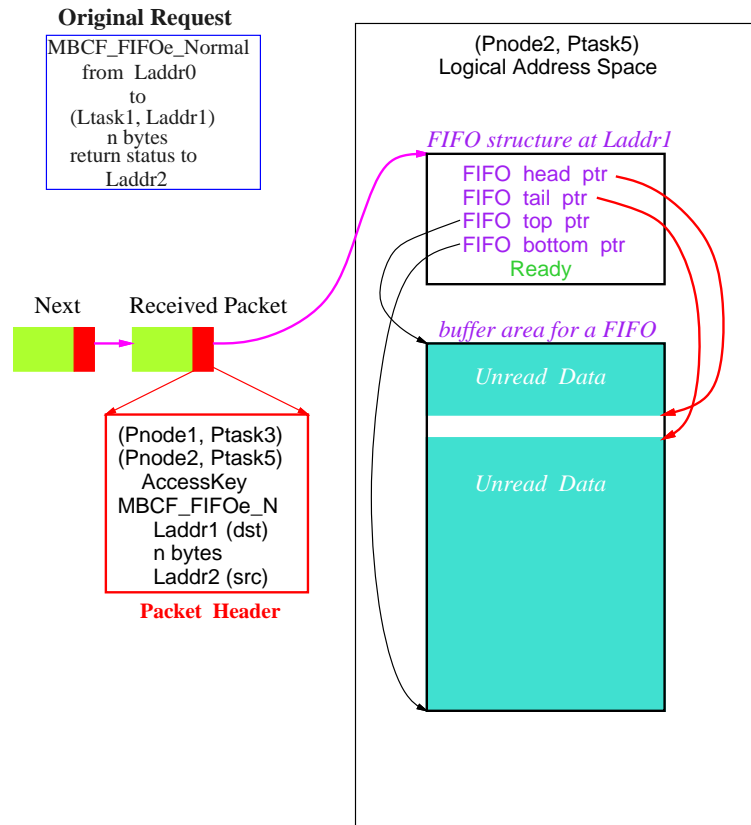 Original Request
MBCF_FIFOe_Normal
from Laddr0
to
(Ltask1, Laddr1)
n bytes
return status to
Laddr2
(Pnode2, Ptask5)
Logical Address Space
FIFO structure at Laddr1
FIFO head ptr
FIFO tail ptr
FIFO top ptr
FIFO bottom ptr
Ready
Next
Received Packet
buffer area for a FIFO
Unread Data
Unread Data
(Pnode1, Ptask3)
(Pnode2, Ptask5)
AccessKey
MBCF_FIFOe_N
Laddr1 (dst)
n bytes
Laddr2 (src)
Packet Header